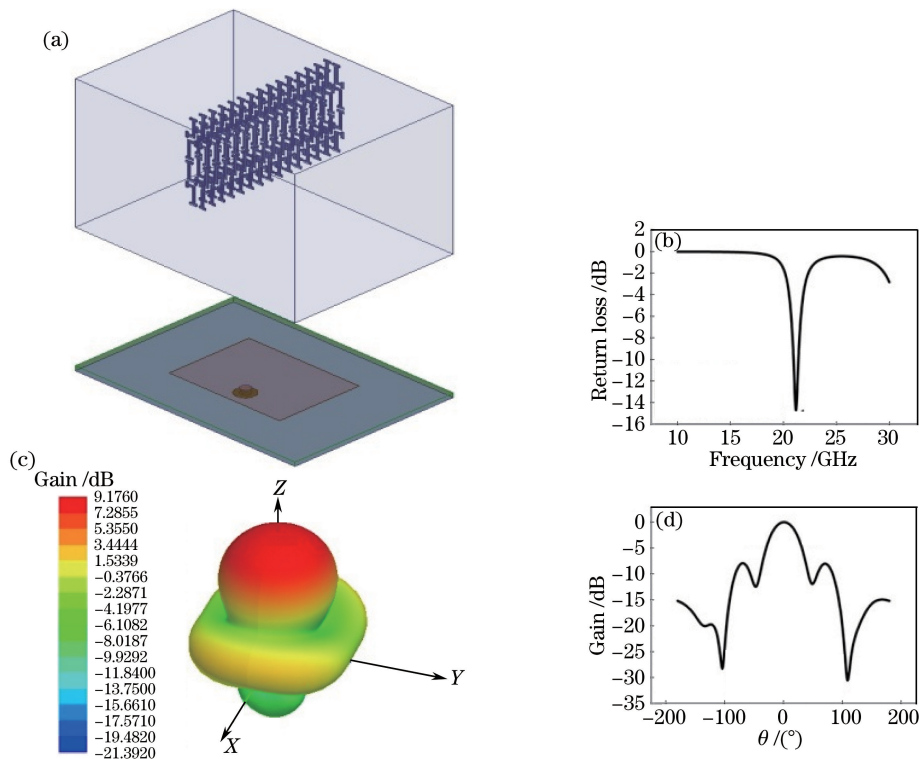 (a)
(b)
2
0
−2
−4
−6
−8
−10
−12
−14
−16
Return loss /dB
10 15 20 25 30
Frequency /GHz
(c)
Gain /dB
9.1760
7.2855
5.3550
3.4444
1.5339
−0.3766
−2.2871
−4.1977
−6.1082
−8.0187
−9.9292
−11.8400
−13.7500
−15.6610
−17.5710
−19.4820
−21.3920
Z
Y
X
(d)
0
−5
−10
−15
−20
−25
−30
−35
Gain /dB
−200 −100 0 100 200
θ /(°)